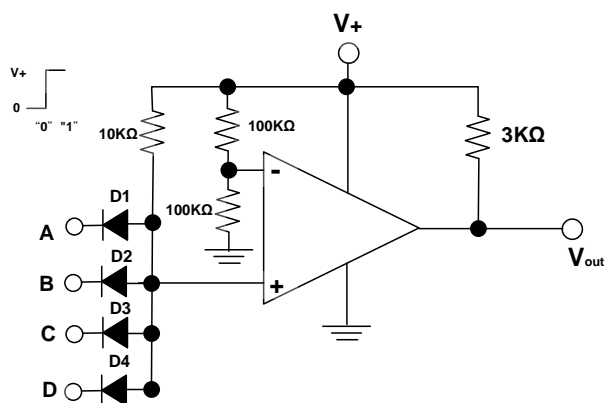 V+
V+
0
"0" "1"
10KΩ
100KΩ
3KΩ
-
100KΩ
D1
A
D2
B
+
Vout
D3
C
D4
D